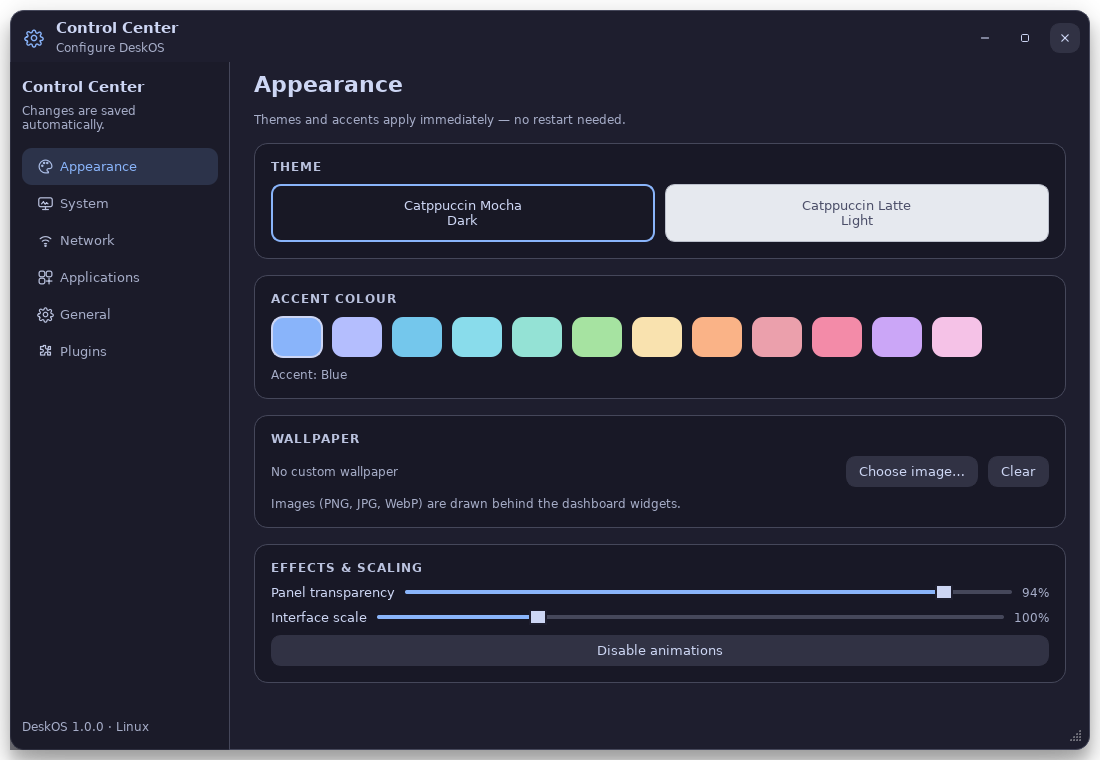 Control Center
Configure DeskOS
Control Center
Changes are saved
automatically.
Appearance
System
Network
Applications
General
Plugins
DeskOS 1.0.0 · Linux
Appearance
Themes and accents apply immediately — no restart needed.
THEME
Catppuccin Mocha
Dark
Catppuccin Latte
Light
ACCENT COLOUR
Accent: Blue
WALLPAPER
No custom wallpaper
Choose image…
Clear
Images (PNG, JPG, WebP) are drawn behind the dashboard widgets.
EFFECTS & SCALING
Panel transparency
94%
Interface scale
100%
Disable animations